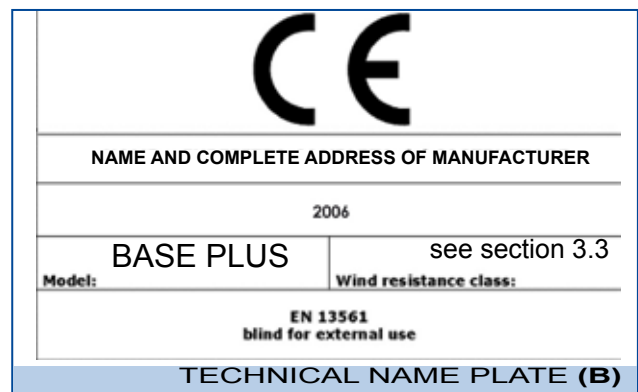 CE
NAME AND COMPLETE ADDRESS OF MANUFACTURER
2006
BASE PLUS
Model:
see section 3.3
Wind resistance class:
EN 13561
blind for external use
TECHNICAL NAME PLATE (B)